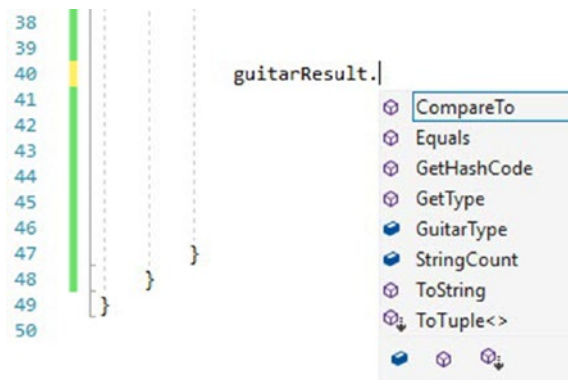 38
39
40 guitarResult.
41 CompareTo
42 Equals
43 GetHashCode
44 GetType
45 GuitarType
46 StringCount
47 }
48 } ToString
49 } ToTuple<>
50